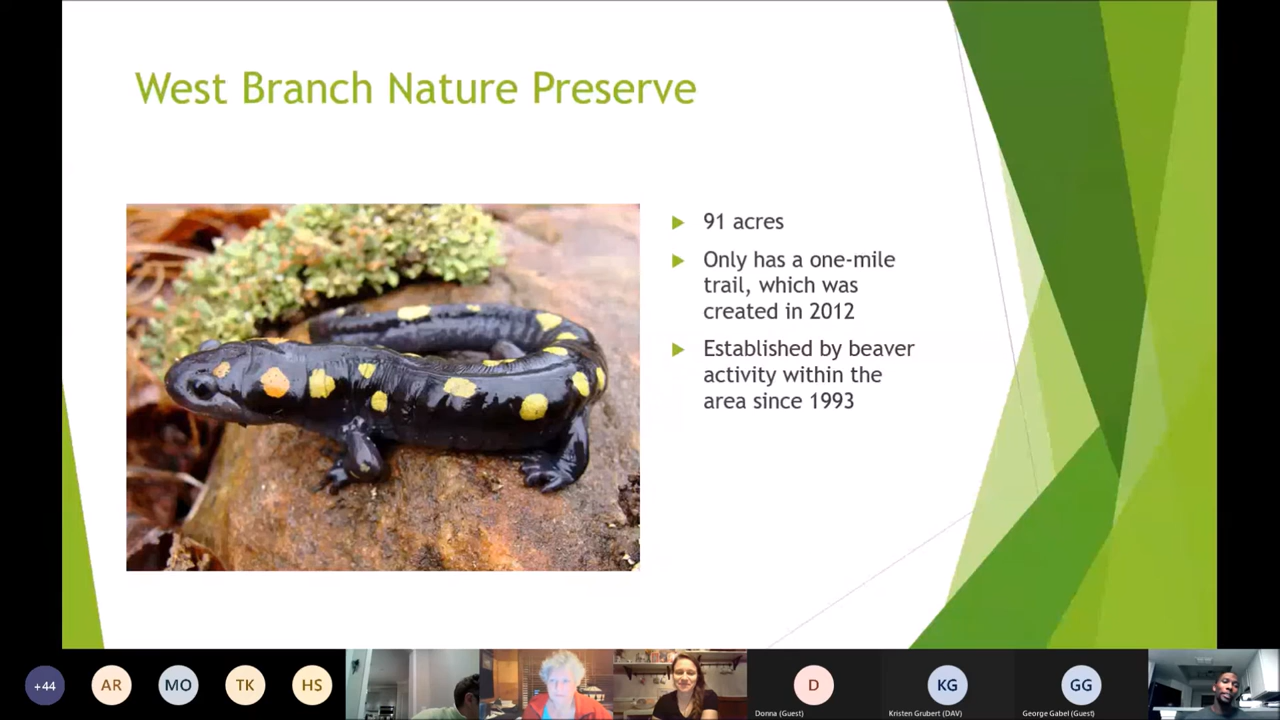 West Branch Nature Preserve
91 acres
Only has a one-mile
trail, which was
created in 2012
Established by beaver
activity within the
area since 1993
+44
AR
MO
TK
HS
D
KG
GG
Donna (Guest)
Kristen Grubert (DAV)
George Gabel (Guest)